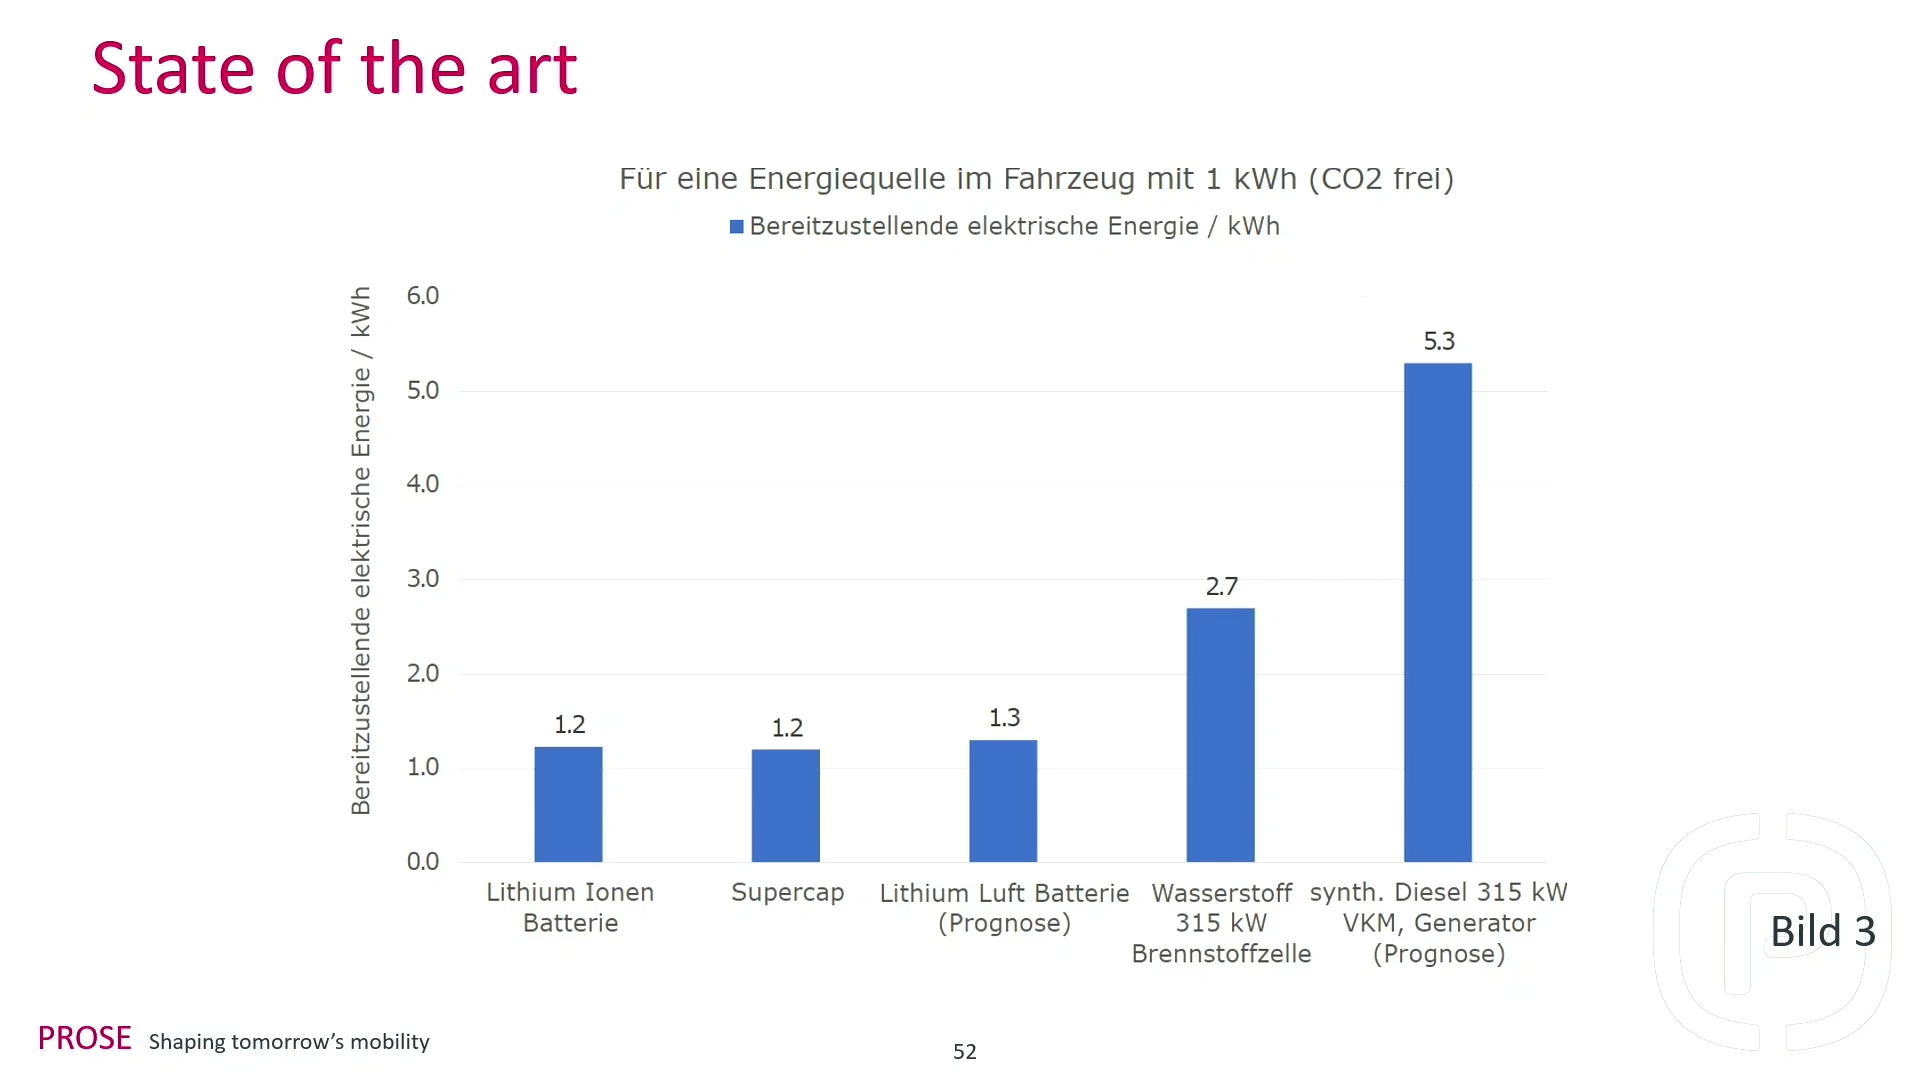 State of the art
Für eine Energiequelle im Fahrzeug mit 1 kWh (CO2 frei)
Bereitzustellende elektrische Energie / kWh
Bereitzustellende elektrische Energie / kWh
6.0
5.0
4.0
3.0
2.0
1.0
0.0
1.2
1.2
1.3
2.7
5.3
Lithium Ionen
Batterie
Supercap
Lithium Luft Batterie
(Prognose)
Wasserstoff
315 kW
Brennstoffzelle
synth. Diesel 315 kW
VKM, Generator
(Prognose)
Bild 3
PROSE Shaping tomorrow's mobility
52